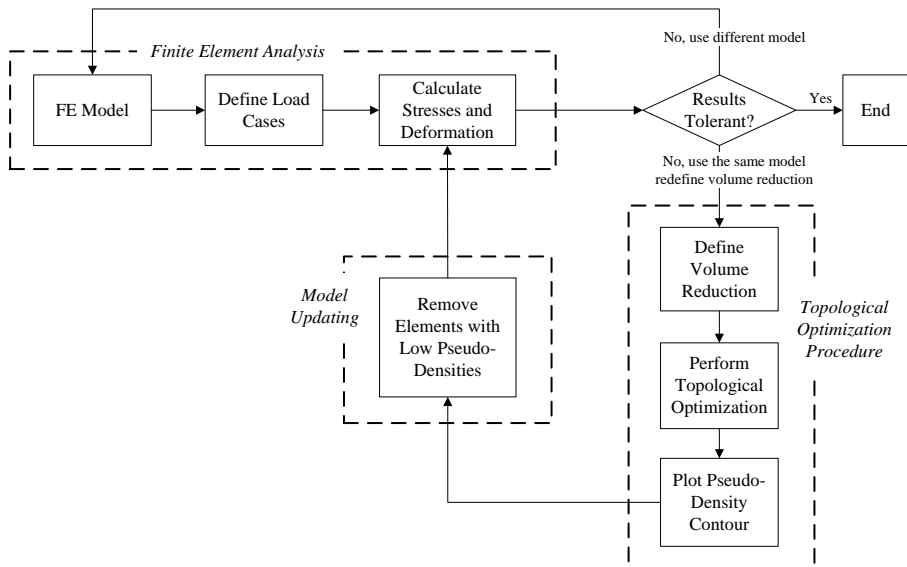 No, use different model
Finite Element Analysis
FE Model
Define Load
Cases
Calculate
Stresses and
Deformation
Results
Tolerant?
Yes
End
No, use the same model
redefine volume reduction
Define
Volume
Reduction
Model
Updating
Remove
Elements with
Low Pseudo-
Densities
Topological
Optimization
Procedure
Perform
Topological
Optimization
Plot Pseudo-
Density
Contour